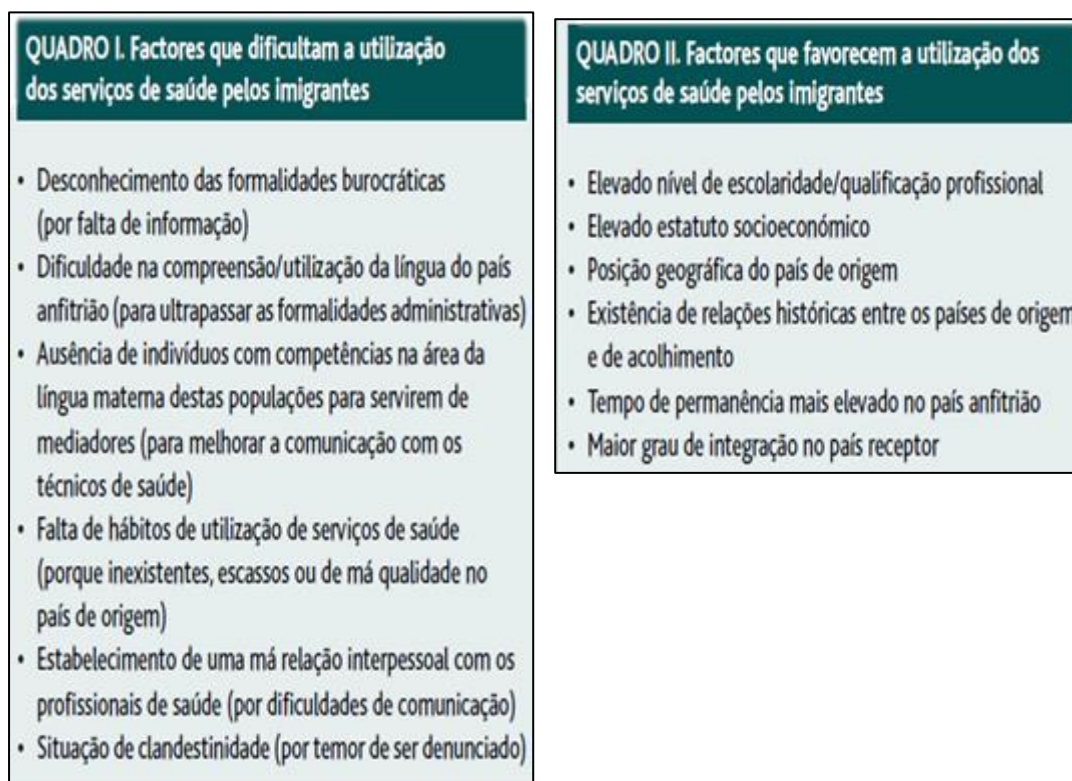 QUADRO I. Factores que dificultam a utilização
dos serviços de saúde pelos imigrantes
• Desconhecimento das formalidades burocráticas
(por falta de informação)
• Dificuldade na compreensão/utilização da língua do país
anfitrião (para ultrapassar as formalidades administrativas)
• Ausência de indivíduos com competências na área da
língua materna destas populações para servirem de
mediadores (para melhorar a comunicação com os
técnicos de saúde)
• Falta de hábitos de utilização de serviços de saúde
(porque inexistentes, escassos ou de má qualidade no
país de origem)
• Estabelecimento de uma má relação interpessoal com os
profissionais de saúde (por dificuldades de comunicação)
• Situação de clandestinidade (por temor de ser denunciado)
QUADRO II. Factores que favorecem a utilização dos
serviços de saúde pelos imigrantes
• Elevado nível de escolaridade/qualificação profissional
• Elevado estatuto socioeconómico
• Posição geográfica do país de origem
• Existência de relações históricas entre os países de origem
e de acolhimento
• Tempo de permanência mais elevado no país anfitrião
• Maior grau de integração no país receptor